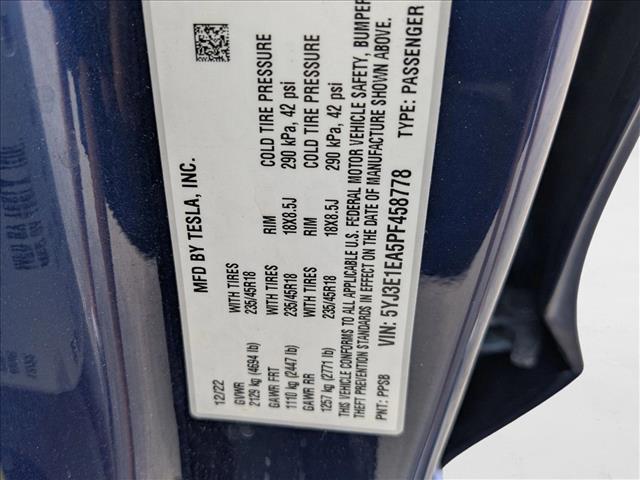 MFD BY TESLA, INC.
12/22
GVWR
2129 kg (4694 lb)
WITH TIRES
235/45R18
RIM
18X8.5J
COLD TIRE PRESSURE
290 kPa, 42 psi
GAWR FRT
1110 kg (2447 lb)
WITH TIRES
235/45R18
RIM
18X8.5J
COLD TIRE PRESSURE
290 kPa, 42 psi
GAWR RR
1257 kg (2771 lb)
THIS VEHICLE CONFORMS TO ALL APPLICABLE U.S. FEDERAL MOTOR VEHICLE SAFETY, BUMPER
THEFT PREVENTION STANDARDS IN EFFECT ON THE DATE OF MANUFACTURE SHOWN ABOVE.
VIN: 5YJ3E1EA5PF458778
TYPE: PASSENGER
PNT: PPSB